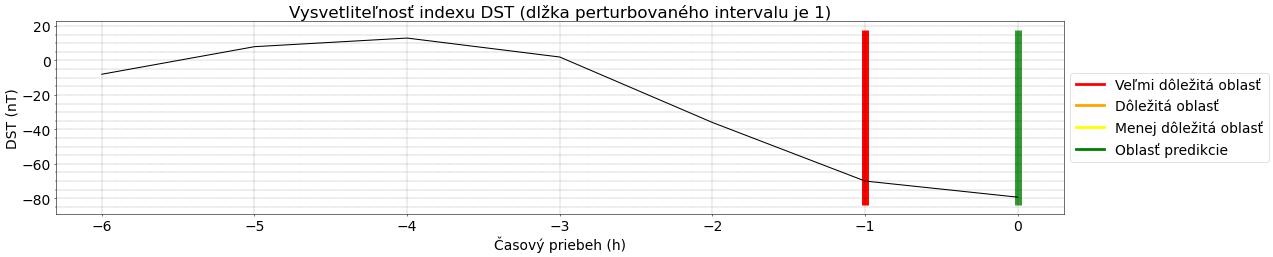 Vysvetliteľnosť indexu DST (dlžka perturbovaného intervalu je 1)
DST (nT)
20
0
−20
−40
−60
−80
−6
−5
−4
−3
−2
−1
0
Časový priebeh (h)
Veľmi dôležitá oblasť
Dôležitá oblasť
Menej dôležitá oblasť
Oblasť predikcie